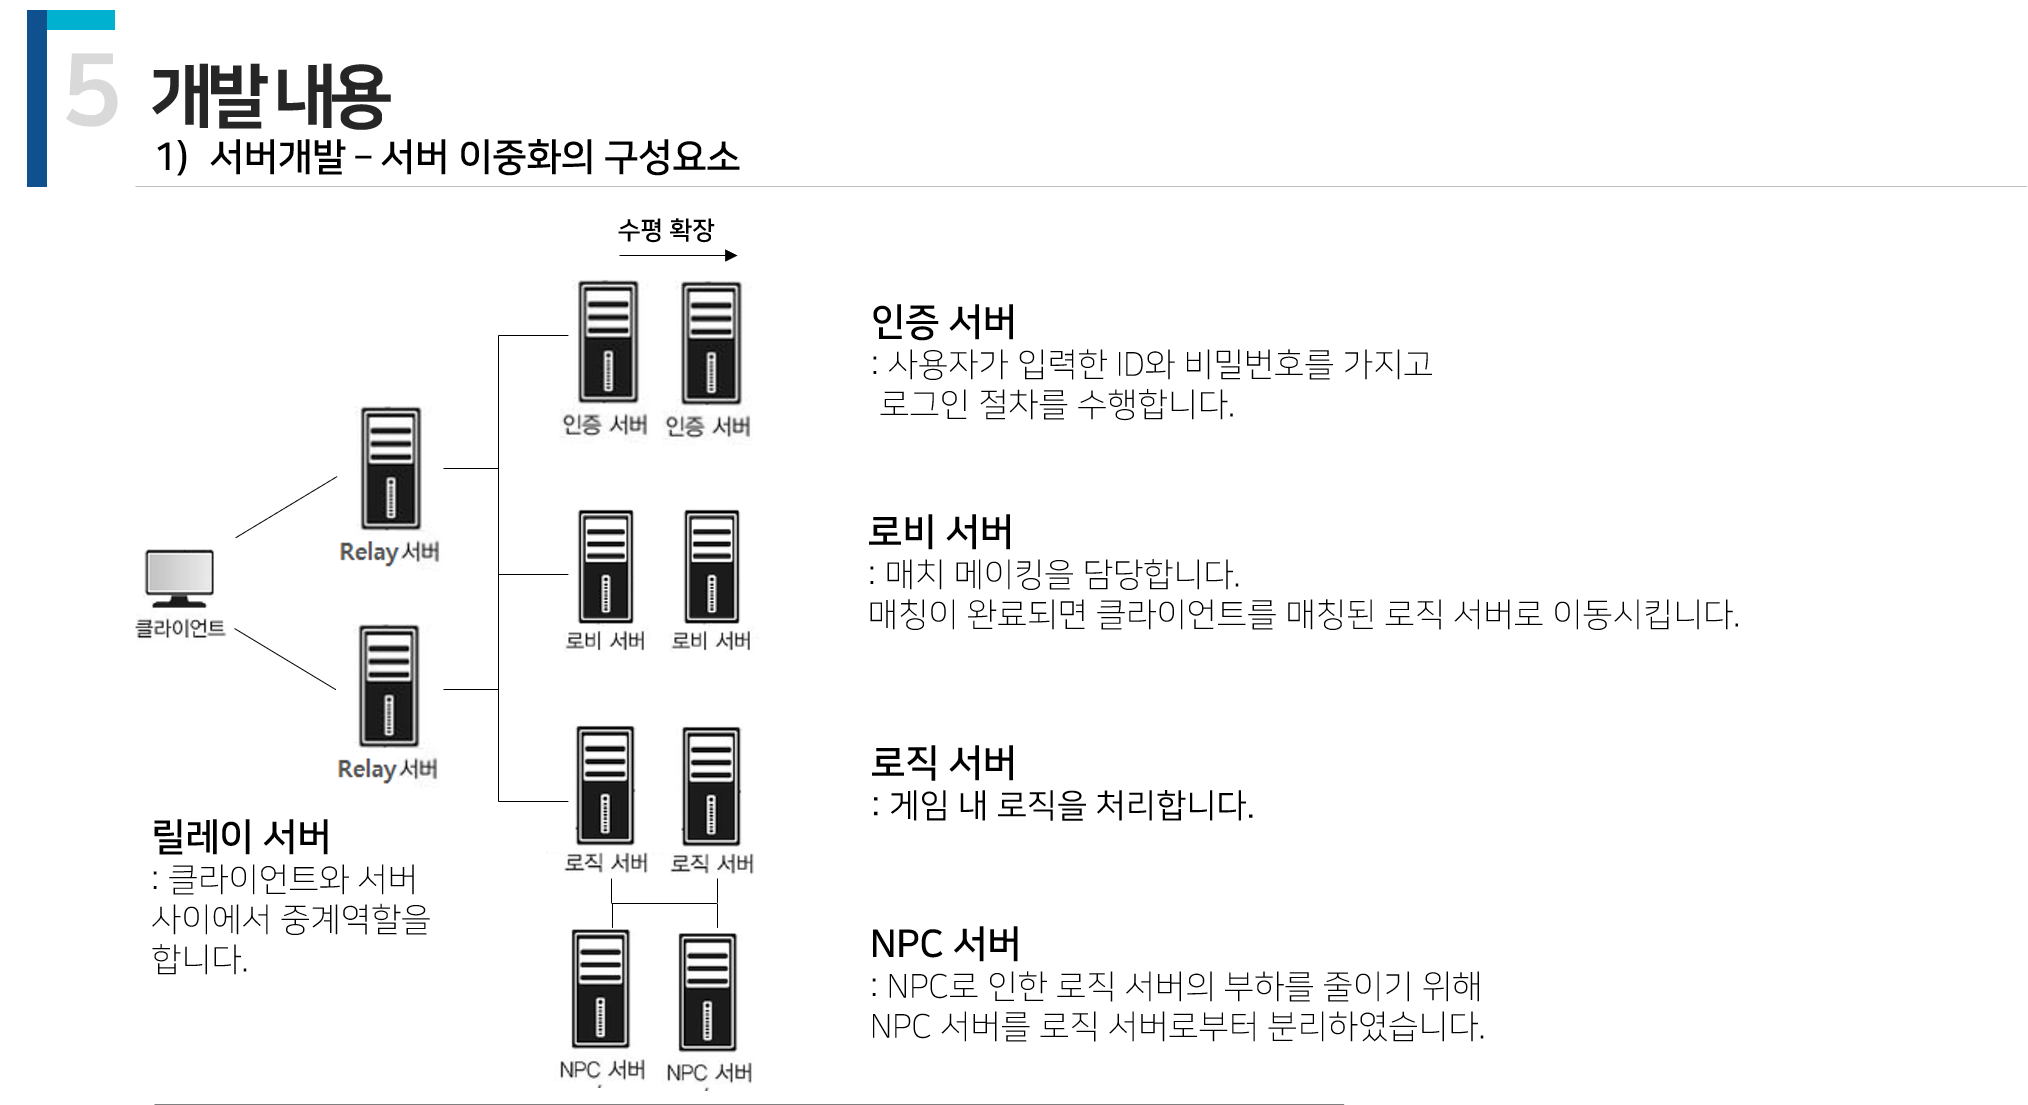 5 개발 내용
1) 서버개발 – 서버 이중화의 구성요소
수평 확장
인증 서버 인증 서버
Relay 서버
클라이언트
로비 서버 로비 서버
Relay 서버
로직 서버 로직 서버
NPC 서버 NPC 서버
릴레이 서버
: 클라이언트와 서버
사이에서 중계역할을
합니다.
인증 서버
: 사용자가 입력한 ID와 비밀번호를 가지고
로그인 절차를 수행합니다.
로비 서버
: 매치 메이킹을 담당합니다.
매칭이 완료되면 클라이언트를 매칭된 로직 서버로 이동시킵니다.
로직 서버
: 게임 내 로직을 처리합니다.
NPC 서버
: NPC로 인한 로직 서버의 부하를 줄이기 위해
NPC 서버를 로직 서버로부터 분리하였습니다.